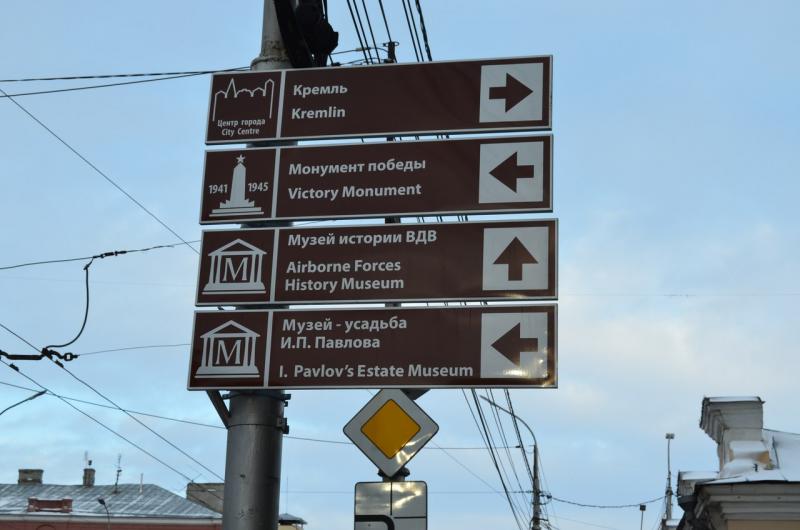 Центр города
City Centre
Кремль
Kremlin
1941 1945
Монумент победы
Victory Monument
М
Музей истории ВДВ
Airborne Forces
History Museum
М
Музей - усадьба
И.П. Павлова
I. Pavlov's Estate Museum